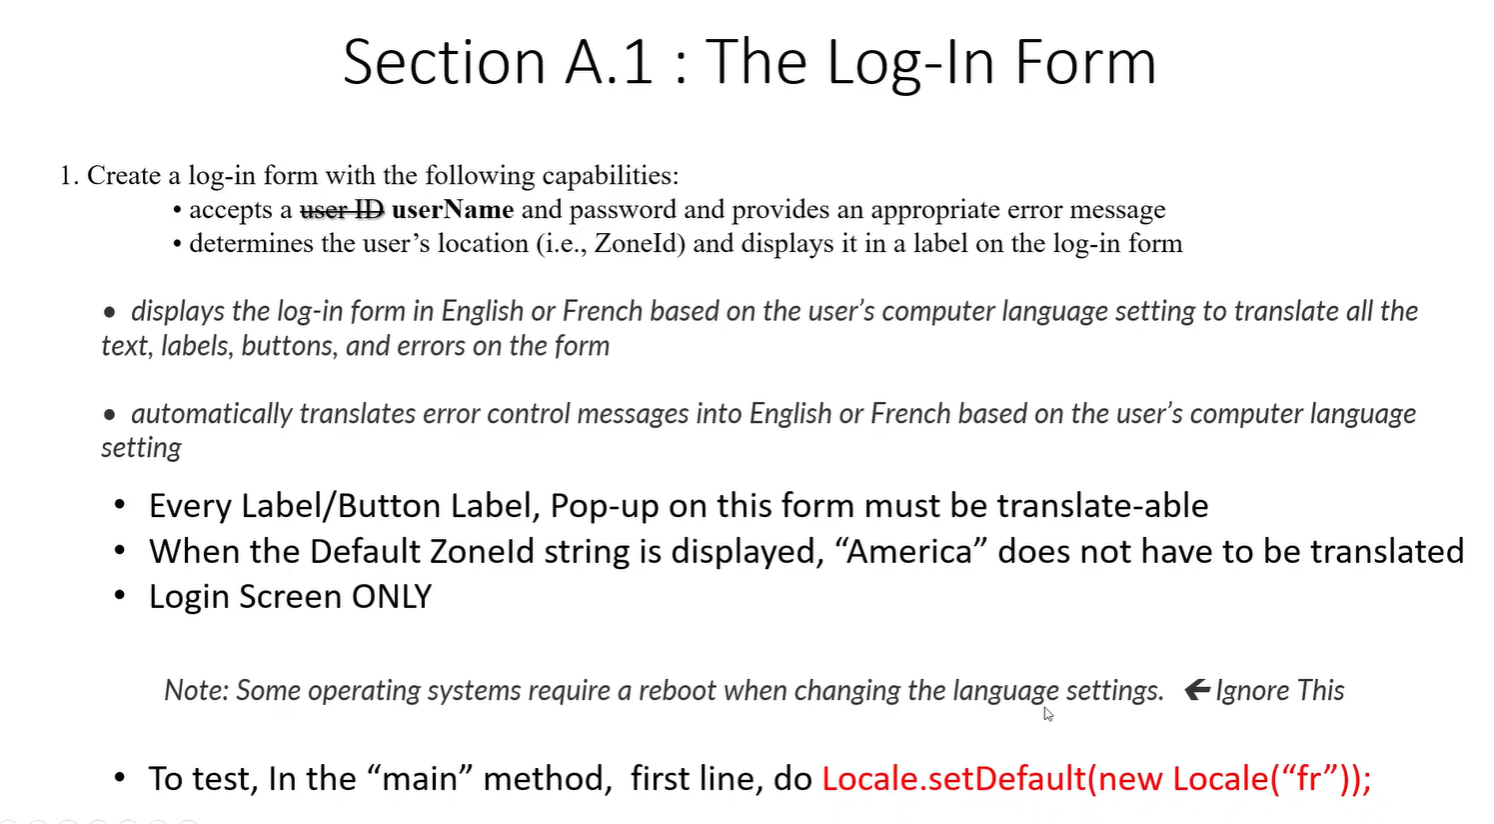 Section A.1 : The Log-In Form
1. Create a log-in form with the following capabilities:
• accepts a user ID userName and password and provides an appropriate error message
• determines the user’s location (i.e., ZoneId) and displays it in a label on the log-in form
• displays the log-in form in English or French based on the user’s computer language setting to translate all the
text, labels, buttons, and errors on the form
• automatically translates error control messages into English or French based on the user’s computer language
setting
• Every Label/Button Label, Pop-up on this form must be translate-able
• When the Default ZoneId string is displayed, “America” does not have to be translated
• Login Screen ONLY
Note: Some operating systems require a reboot when changing the language settings. 🡰 Ignore This
• To test, In the “main” method, first line, do Locale.setDefault(new Locale(“fr”));